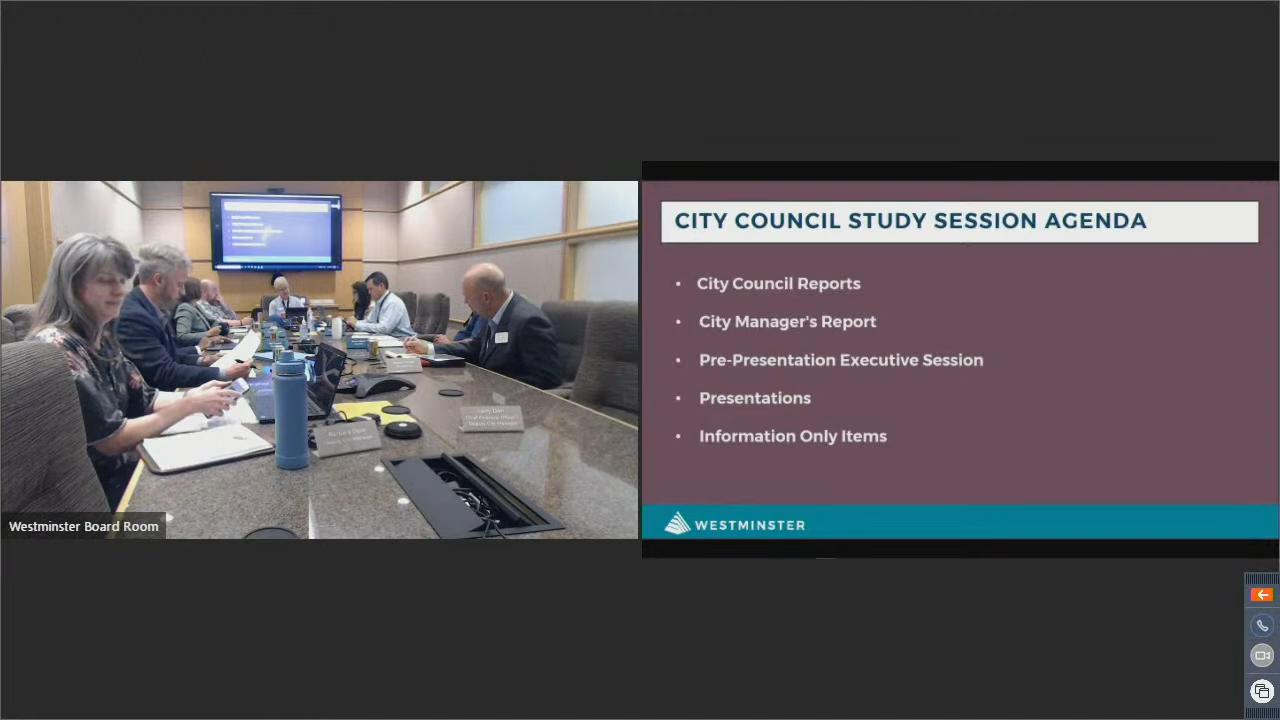 CITY COUNCIL STUDY SESSION AGENDA
• City Council Reports
• City Manager's Report
• Pre-Presentation Executive Session
• Presentations
• Information Only Items
WESTMINSTER
Westminster Board Room